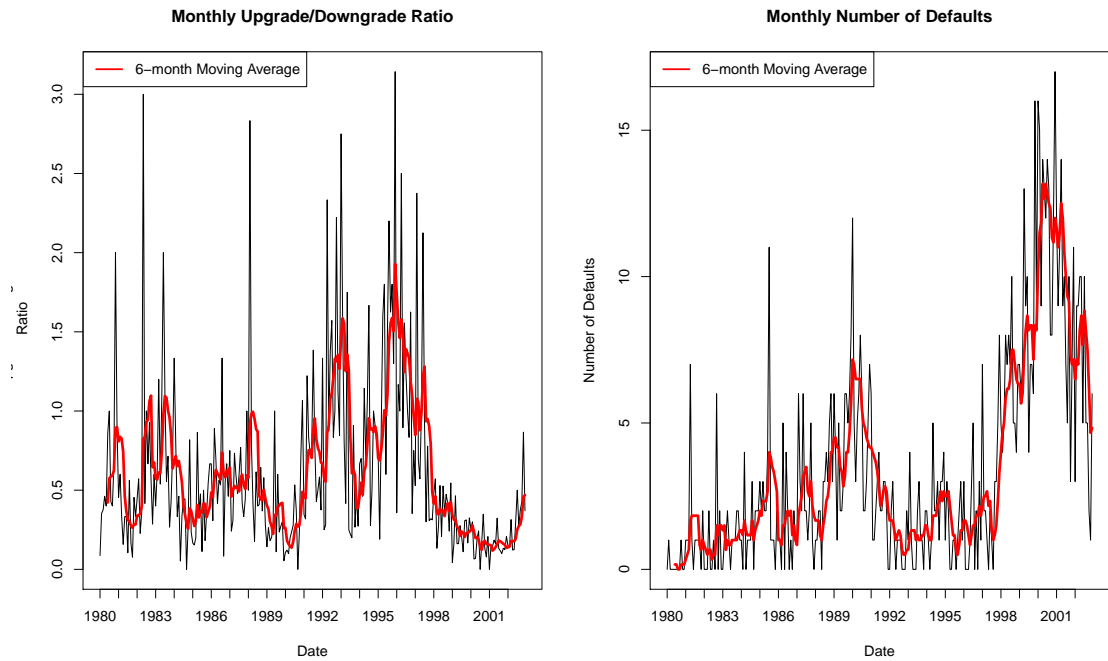 Monthly Upgrade/Downgrade Ratio
6−month Moving Average
Ratio
3.0
2.5
2.0
1.5
1.0
0.5
0.0
1980 1983 1986 1989 1992 1995 1998 2001
Date
Monthly Number of Defaults
6−month Moving Average
Number of Defaults
15
10
5
0
1980 1983 1986 1989 1992 1995 1998 2001
Date